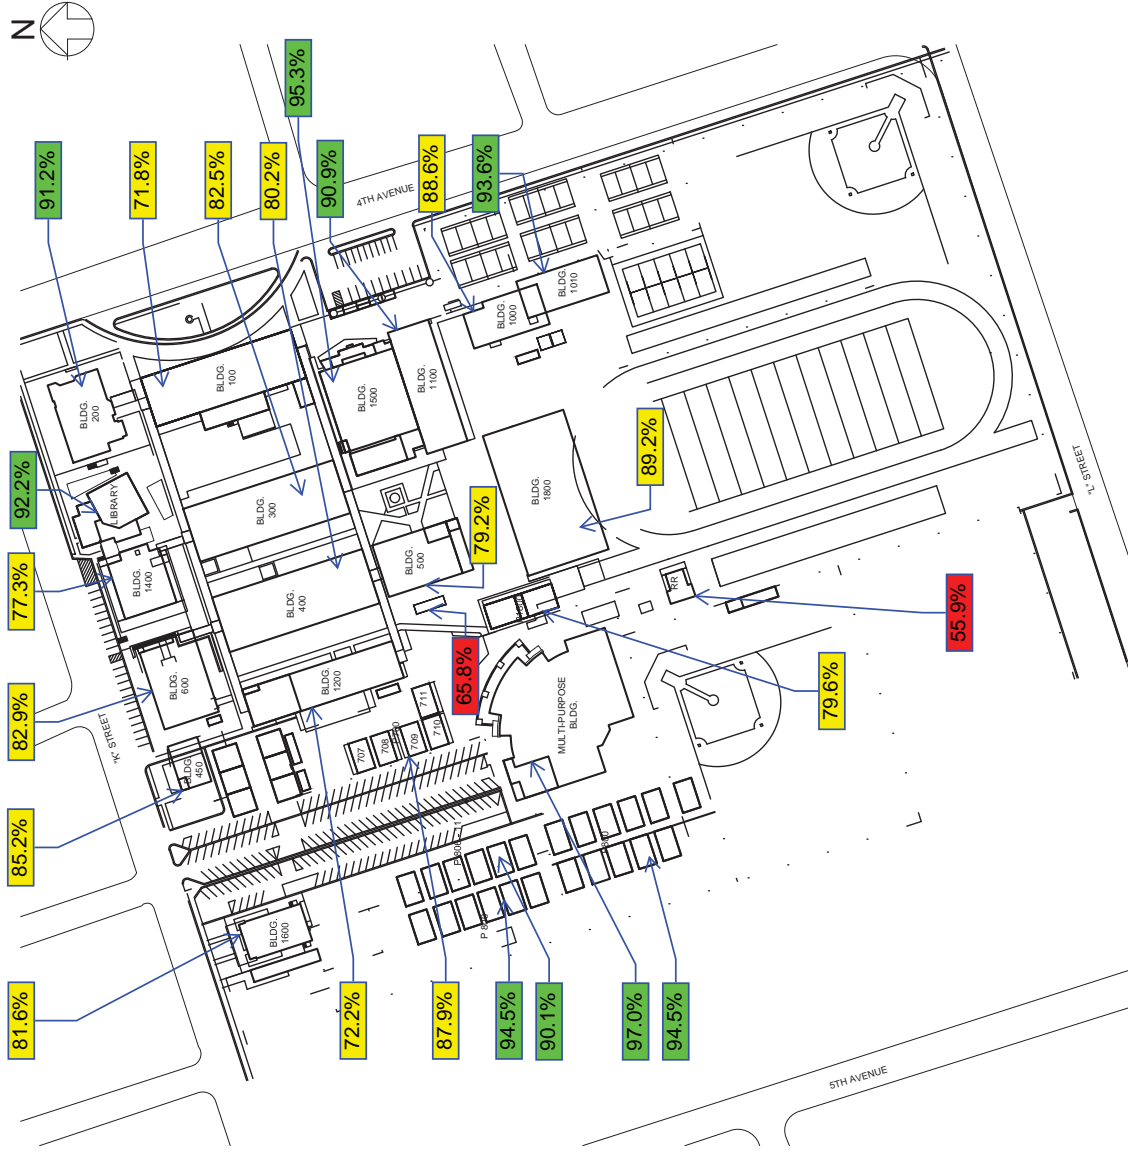 N
91.2%
71.8%
82.5%
80.2%
95.3%
90.9%
88.6%
93.6%
4TH AVENUE
92.2%
77.3%
82.9%
85.2%
81.6%
"K" STREET
BLDG.
200
BLDG.
100
LIBRARY
BLDG.
1400
BLDG.
600
BLDG.
450
BLDG.
1600
BLDG.
300
BLDG.
400
BLDG.
1200
BLDG.
1500
BLDG.
1100
BLDG.
1000
BLDG.
1010
BLDG.
500
BLDG.
1800
89.2%
79.2%
65.8%
55.9%
79.6%
RR
707
708
709
710
711
MULTI-PURPOSE
BLDG.
72.2%
87.9%
94.5%
90.1%
97.0%
94.5%
"L" STREET
5TH AVENUE